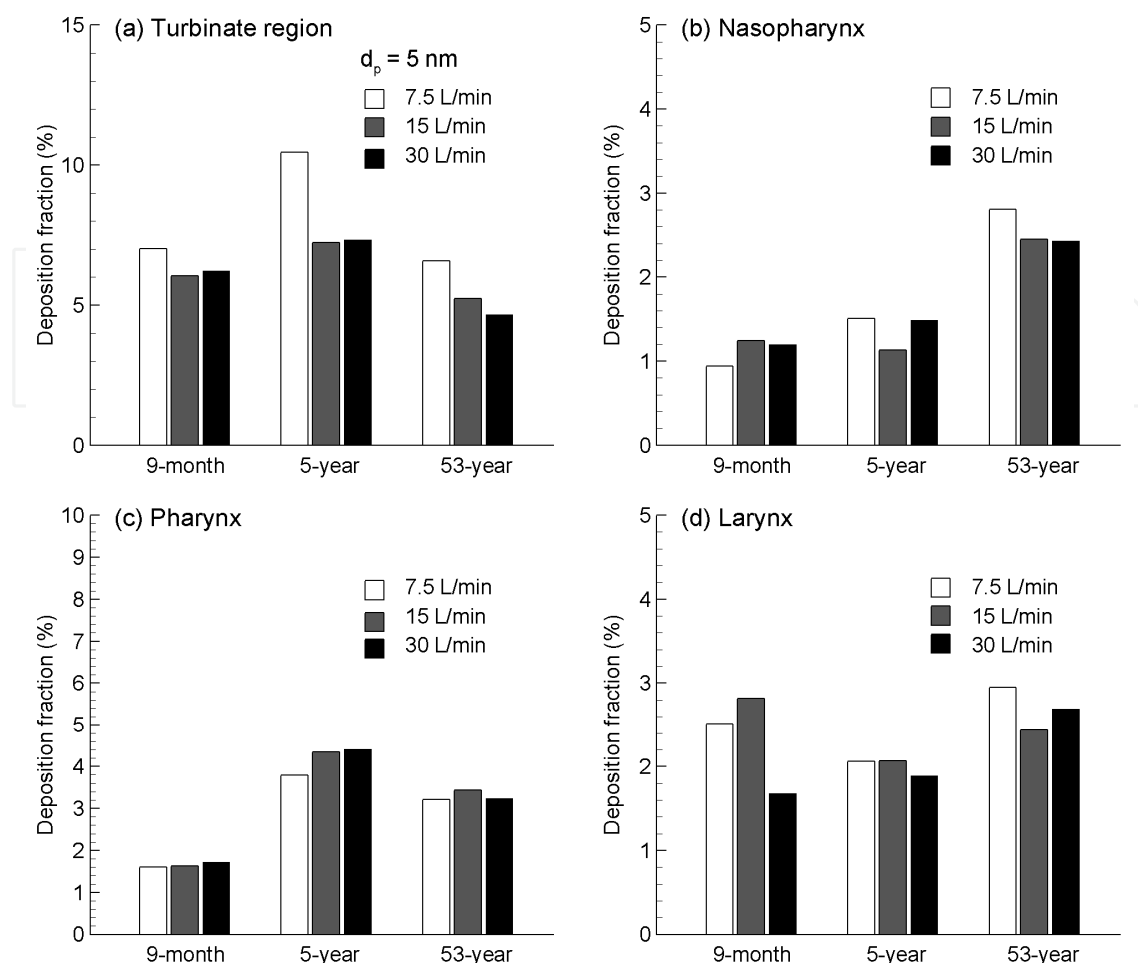 (a) Turbinate region
dp = 5 nm
7.5 L/min
15 L/min
30 L/min
Deposition fraction (%)
15
10
5
0
9-month 5-year 53-year
(b) Nasopharynx
7.5 L/min
15 L/min
30 L/min
Deposition fraction (%)
5
4
3
2
1
0
9-month 5-year 53-year
(c) Pharynx
7.5 L/min
15 L/min
30 L/min
Deposition fraction (%)
10
9
8
7
6
5
4
3
2
1
0
9-month 5-year 53-year
(d) Larynx
7.5 L/min
15 L/min
30 L/min
Deposition fraction (%)
5
4
3
2
1
0
9-month 5-year 53-year